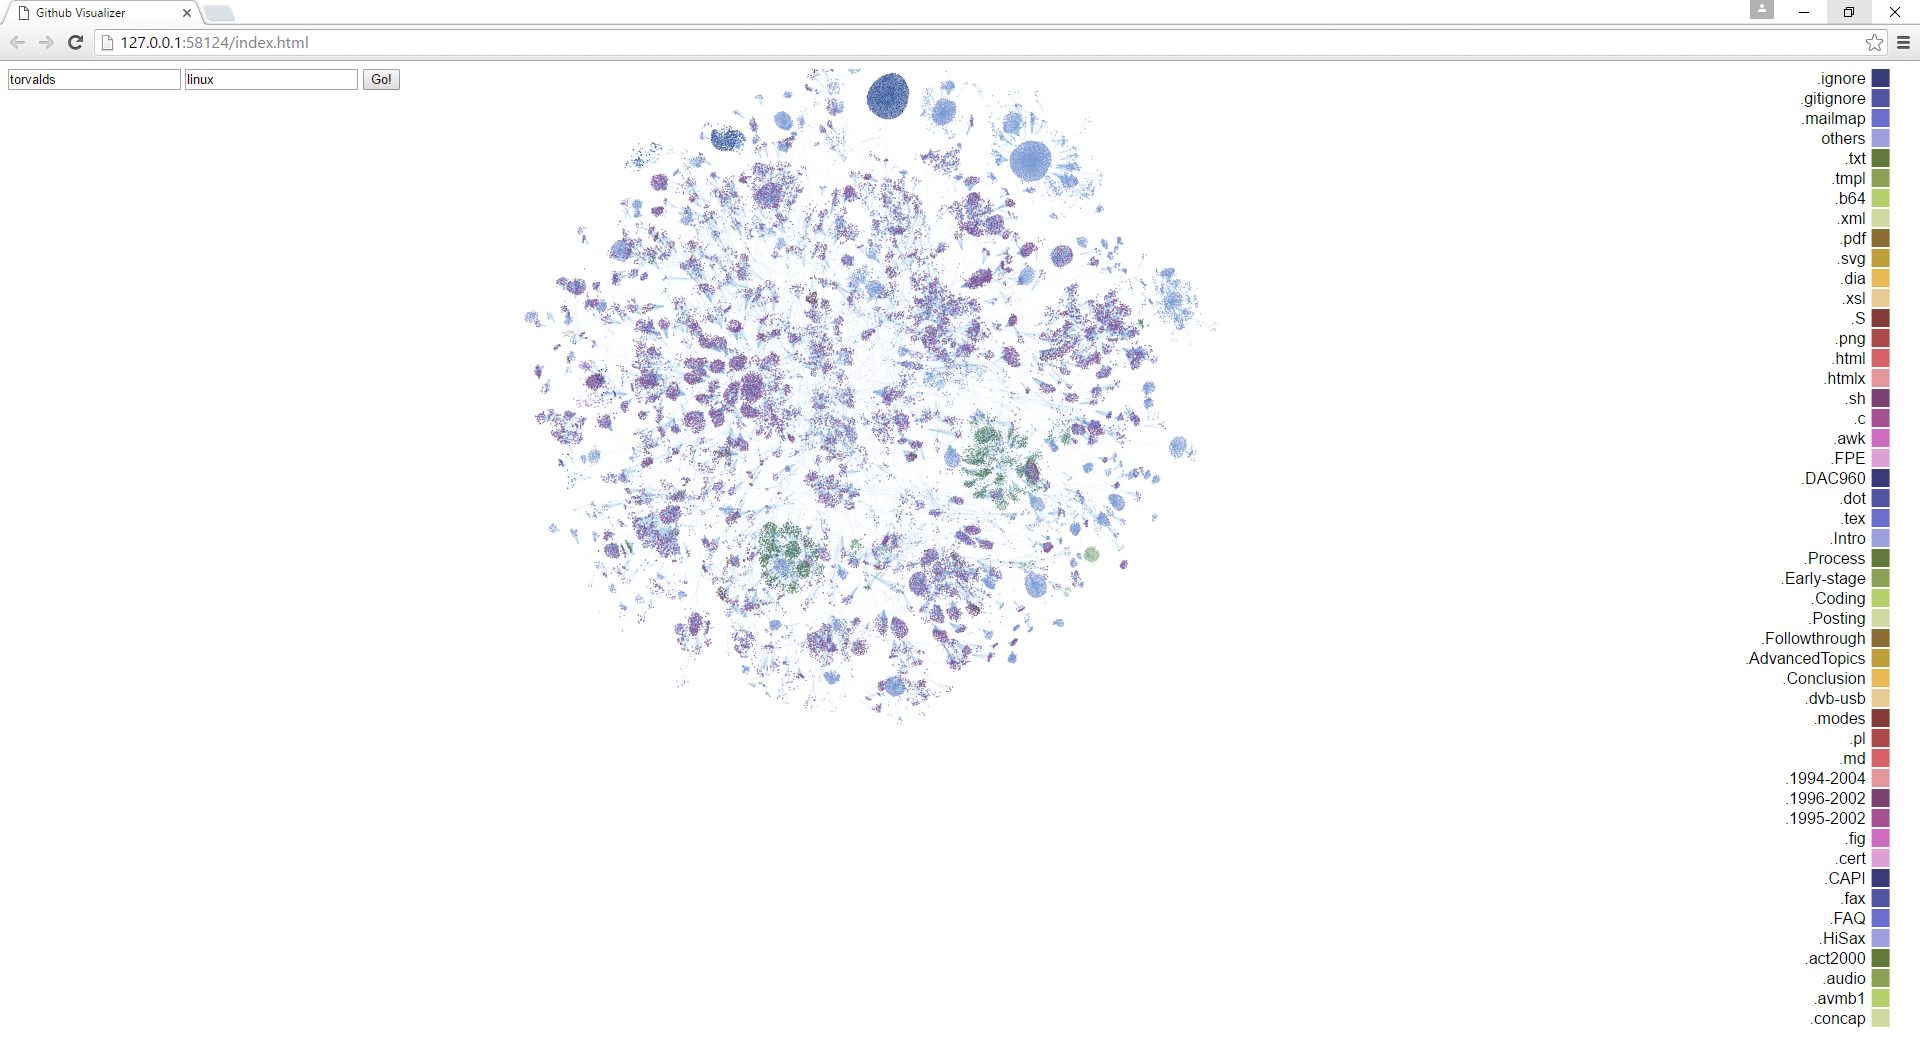 Github Visualizer
127.0.0.1:58124/index.html
torvalds linux Go!
.ignore
.gitignore
.mailmap
others
.txt
.tmpl
.b64
.xml
.pdf
.svg
.dia
.xsl
.S
.png
.html
.htmlx
.sh
.c
.awk
.FPE
.DAC960
.dot
.tex
.Intro
.Process
.Early-stage
.Coding
.Posting
.Followthrough
.AdvancedTopics
.Conclusion
.dvb-usb
.modes
.pl
.md
.1994-2004
.1996-2002
.1995-2002
.fig
.cert
.CAPI
.fax
.FAQ
.HiSax
.act2000
.audio
.avmb1
.concap